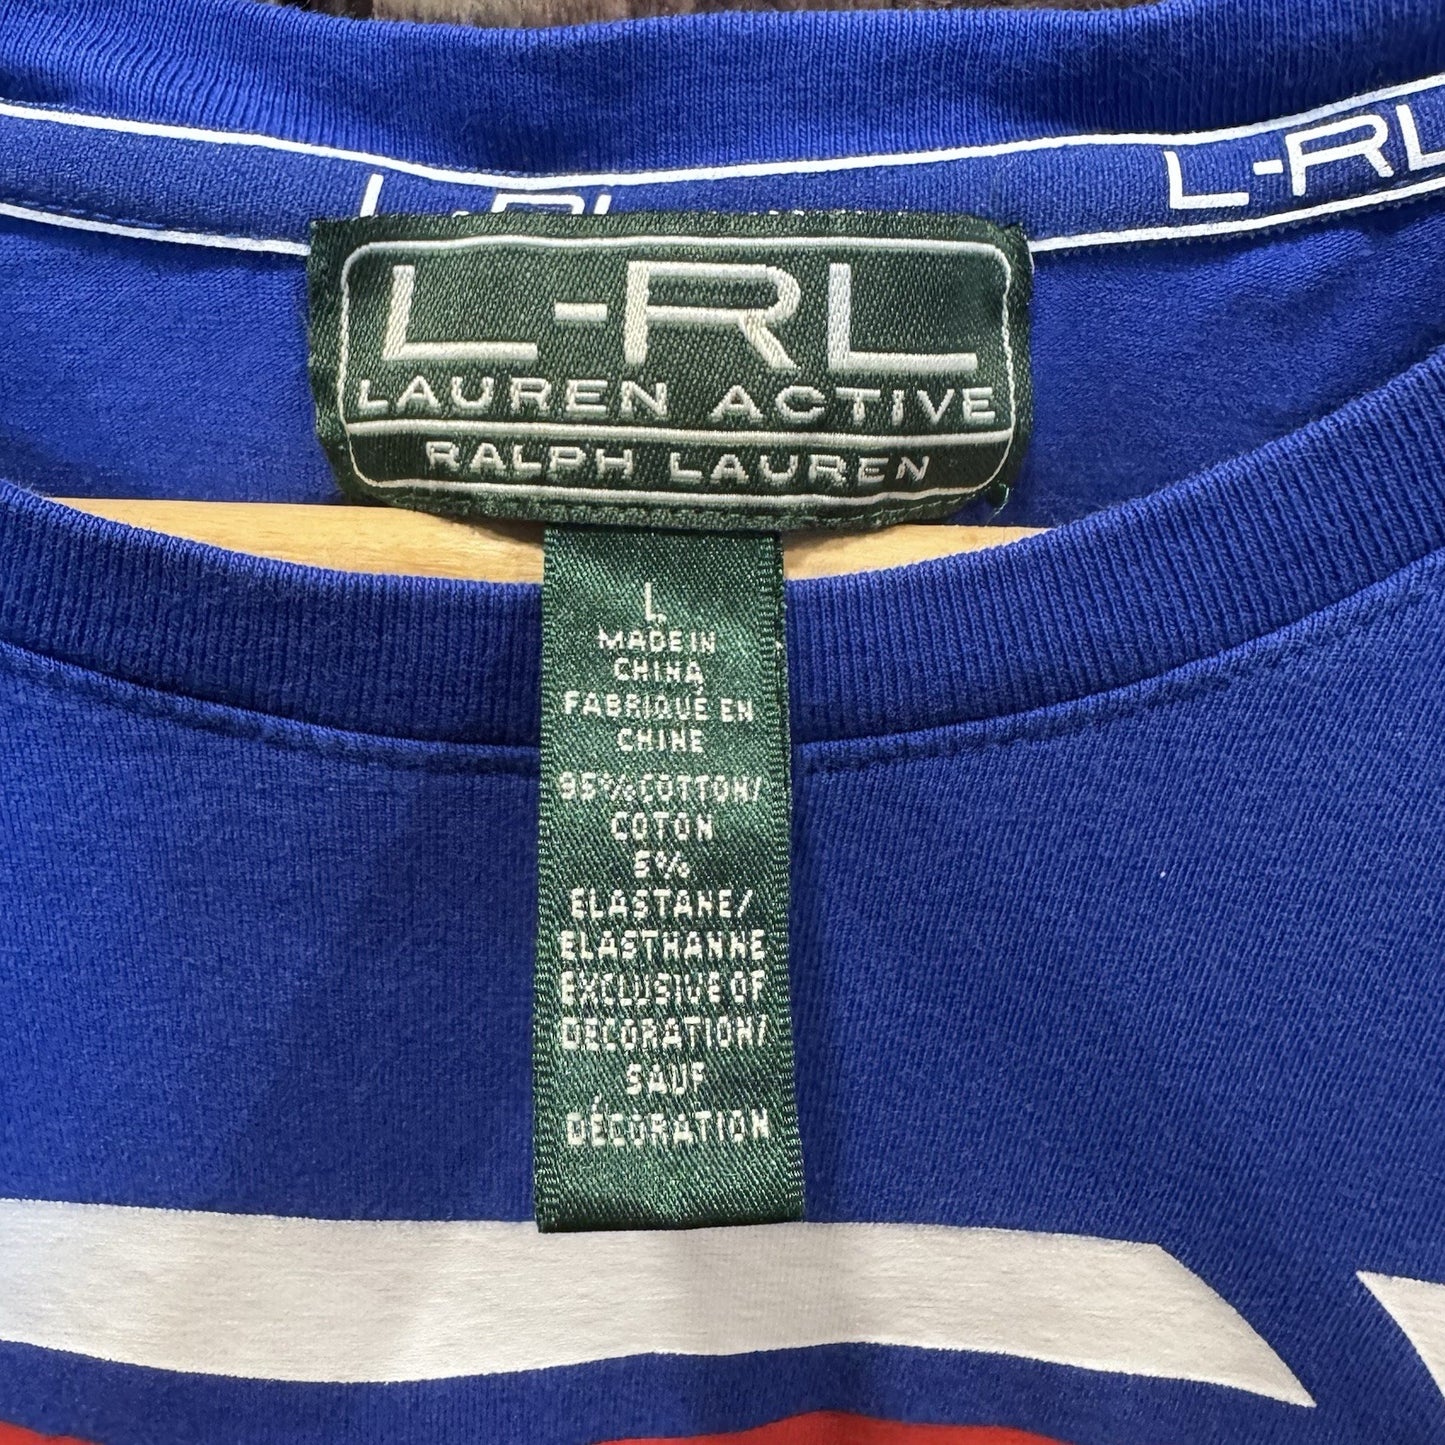 L-RL
L-RL
L-RL
LAUREN ACTIVE
RALPH LAUREN
L
MADE IN
CHINA
FABRIQUÉ EN
CHINE
95% COTTON/
COTON
5%
ELASTANE/
ELASTHANNE
EXCLUSIVE OF
DECORATION/
SAUF
DÉCORATION